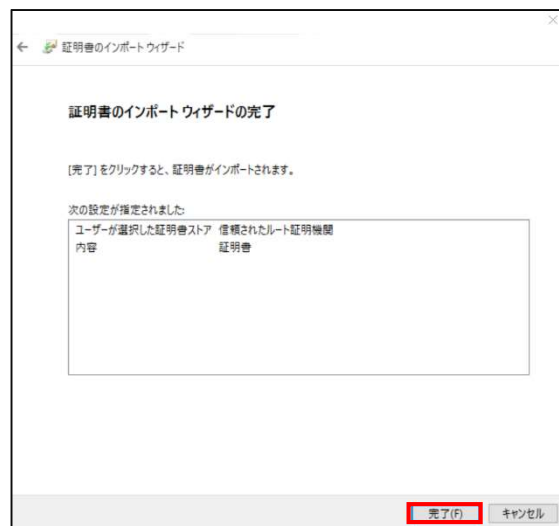 証明書のインポート ウィザード
証明書のインポート ウィザードの完了
[完了] をクリックすると、証明書がインポートされます。
次の設定が指定されました:
ユーザーが選択した証明書ストア 信頼されたルート証明機関
内容 証明書
完了(F) キャンセル